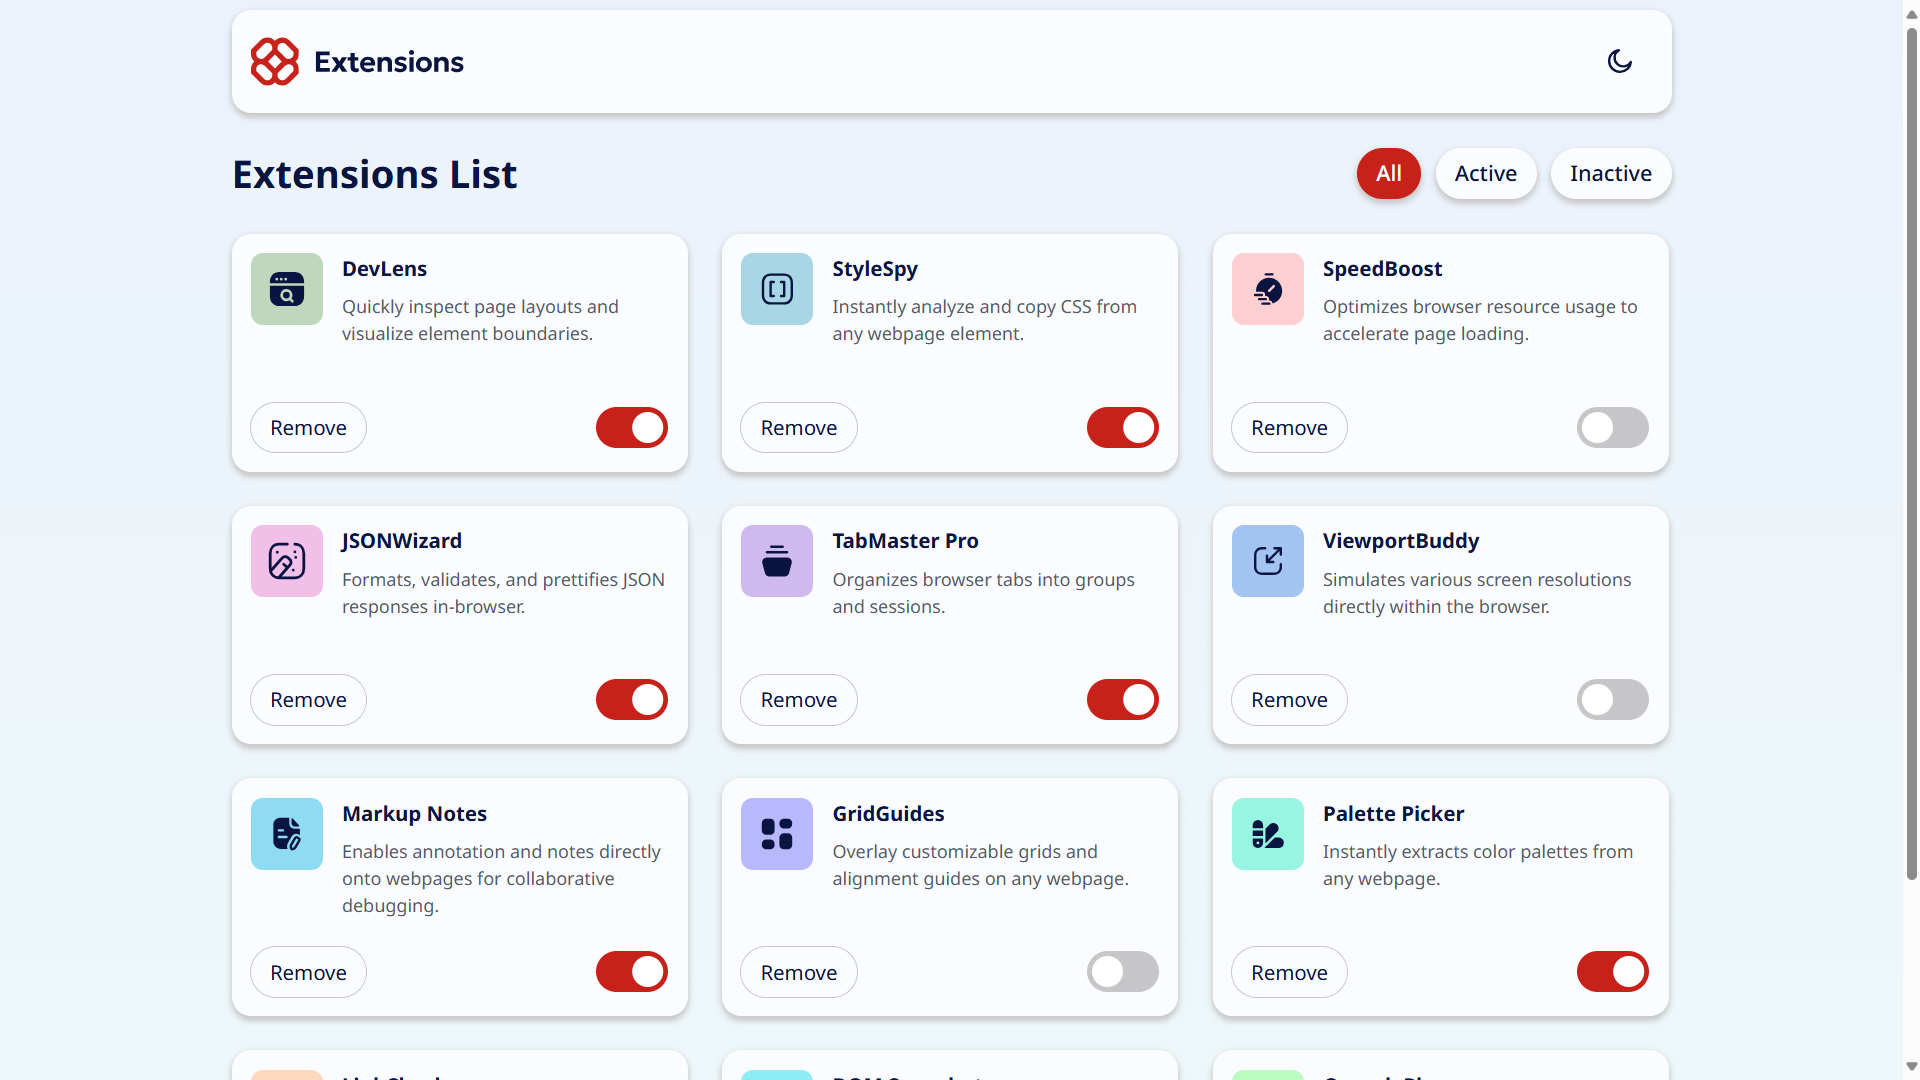 Extensions
Extensions List
All
Active
Inactive
DevLens
Quickly inspect page layouts and
visualize element boundaries.
Remove
StyleSpy
Instantly analyze and copy CSS from
any webpage element.
Remove
SpeedBoost
Optimizes browser resource usage to
accelerate page loading.
Remove
JSONWizard
Formats, validates, and prettifies JSON
responses in-browser.
Remove
TabMaster Pro
Organizes browser tabs into groups
and sessions.
Remove
ViewportBuddy
Simulates various screen resolutions
directly within the browser.
Remove
Markup Notes
Enables annotation and notes directly
onto webpages for collaborative
debugging.
Remove
GridGuides
Overlay customizable grids and
alignment guides on any webpage.
Remove
Palette Picker
Instantly extracts color palettes from
any webpage.
Remove